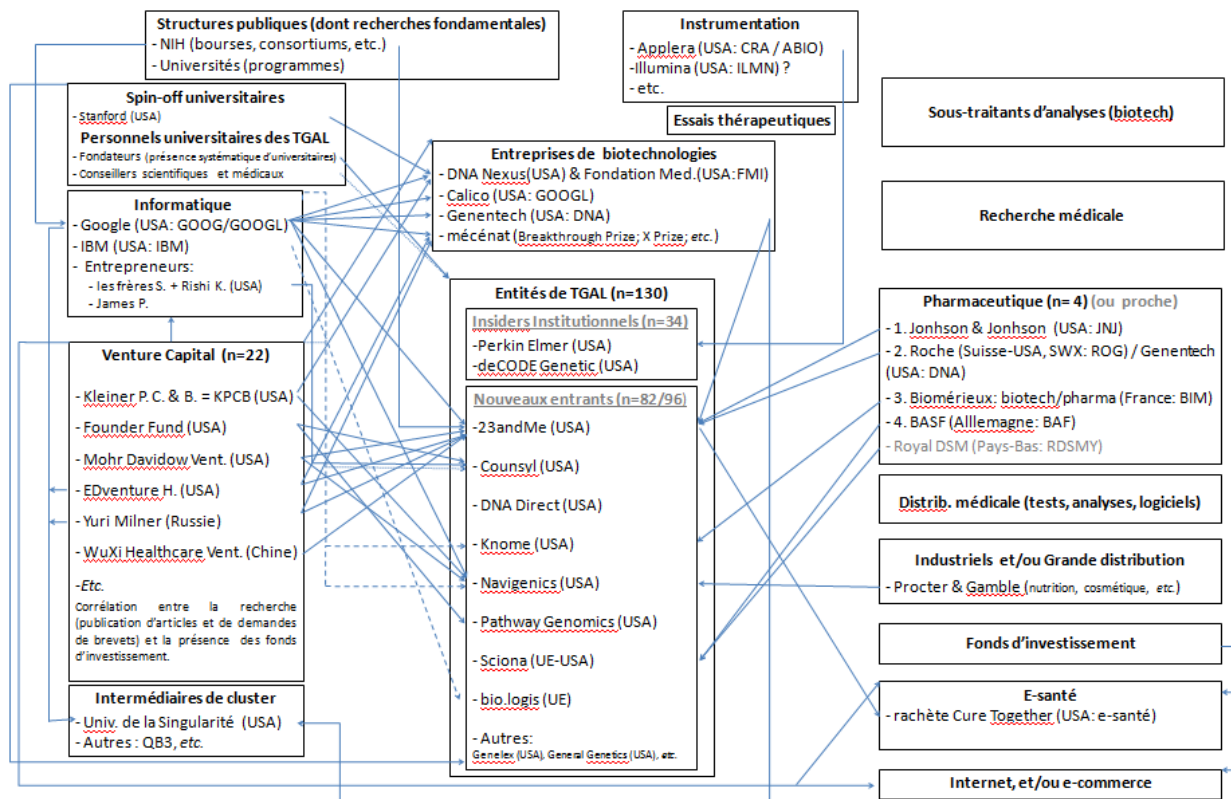 Structures publiques (dont recherches fondamentales)
- NIH (bourses, consortiums, etc.)
- Universités (programmes)
Instrumentation
- Applera (USA: CRA / ABIO)
-Illumina (USA: ILMN) ?
- etc.
Spin-off universitaires
- Stanford (USA)
Personnels universitaires des TGAL
- Fondateurs (présence systématique d'universitaires)
- Conseillers scientifiques et médicaux
Essais thérapeutiques
Sous-traitants d'analyses (biotech)
Entreprises de biotechnologies
- DNA Nexus(USA) & Fondation Med.(USA:FMI)
- Calico (USA: GOOGL)
- Genentech (USA: DNA)
- mécénat (Breakthrough Prize; X Prize; etc.)
Recherche médicale
Informatique
- Google (USA: GOOG/GOOGL)
- IBM (USA: IBM)
- Entrepreneurs:
- les frères S. + Rishi K. (USA)
- James P.
Entités de TGAL (n=130)
Insiders Institutionnels (n=34)
-Perkin Elmer (USA)
-deCODE Genetic (USA)
Nouveaux entrants (n=82/96)
-23andMe (USA)
- Counsyl (USA)
- DNA Direct (USA)
- Knome (USA)
- Navigenics (USA)
- Pathway Genomics (USA)
- Sciona (UE-USA)
- bio.logis (UE)
- Autres:
Genelex (USA), General Genetics (USA), etc.
Pharmaceutique (n= 4) (ou proche)
- 1. Jonhson & Jonhson (USA: JNJ)
- 2. Roche (Suisse-USA, SWX: ROG) / Genentech
(USA: DNA)
- 3. Biomérieux: biotech/pharma (France: BIM)
- 4. BASF (Alllemagne: BAF)
- Royal DSM (Pays-Bas: RDSMY)
Venture Capital (n=22)
- Kleiner P. C. & B. = KPCB (USA)
- Founder Fund (USA)
- Mohr Davidow Vent. (USA)
- EDventure H. (USA)
- Yuri Milner (Russie)
- WuXi Healthcare Vent. (Chine)
-Etc.
Corrélation entre la recherche
(publication d'articles et de demandes
de brevets) et la présence des fonds
d'investissement.
Distrib. médicale (tests, analyses, logiciels)
Industriels et/ou Grande distribution
- Procter & Gamble (nutrition, cosmétique, etc.)
Fonds d'investissement
E-santé
- rachète Cure Together (USA: e-santé)
Intermédiaires de cluster
- Univ. de la Singularité (USA)
- Autres : QB3, etc.
Internet, et/ou e-commerce